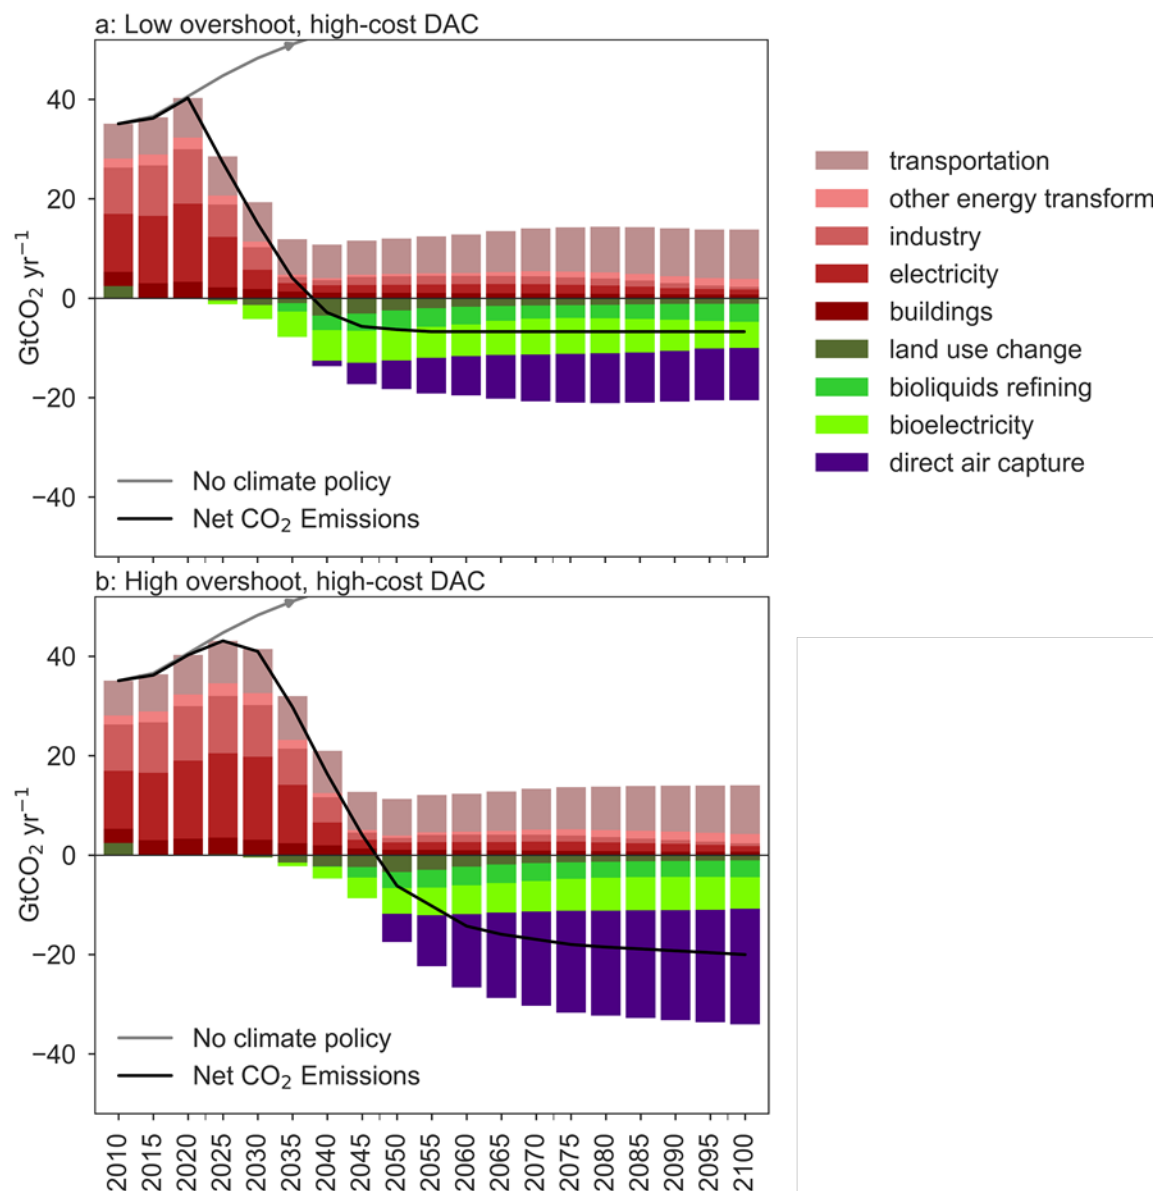 a: Low overshoot, high-cost DAC
40
20
0
−20
−40
GtCO₂ yr⁻¹
No climate policy
Net CO₂ Emissions
transportation
other energy transform
industry
electricity
buildings
land use change
bioliquids refining
bioelectricity
direct air capture
b: High overshoot, high-cost DAC
40
20
0
−20
−40
GtCO₂ yr⁻¹
No climate policy
Net CO₂ Emissions
2010
2015
2020
2025
2030
2035
2040
2045
2050
2055
2060
2065
2070
2075
2080
2085
2090
2095
2100